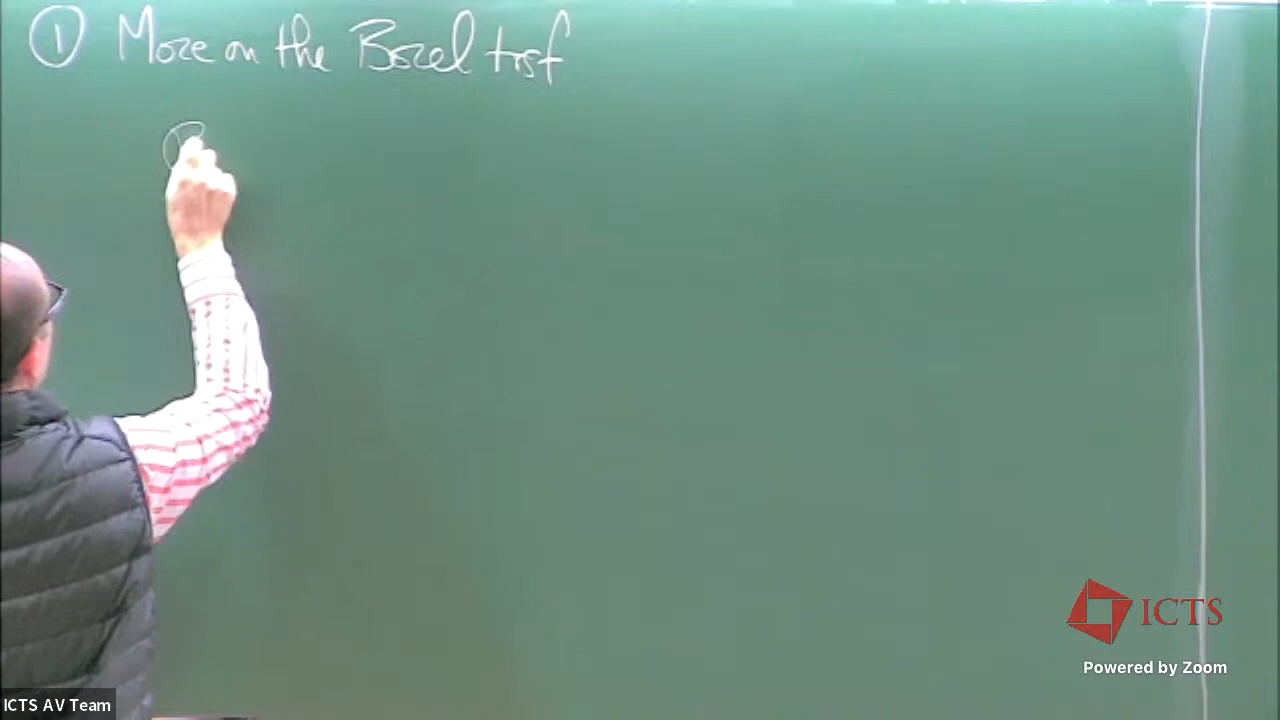 ① More on the Borel trsf
ICTS
Powered by Zoom
ICTS AV Team